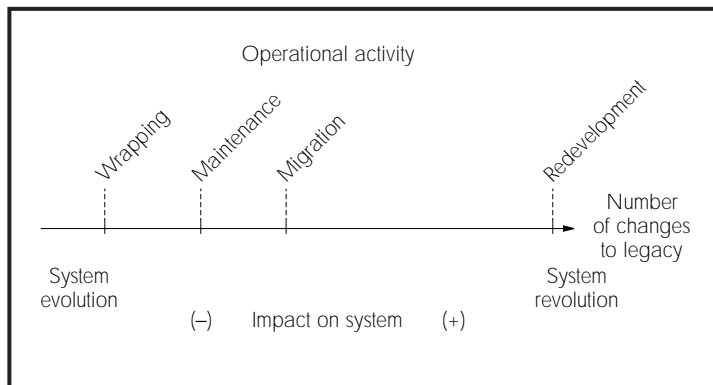 Operational activity
Wrapping
Maintenance
Migration
Redevelopment
Number
of changes
to legacy
System
evolution
System
revolution
(–) Impact on system (+)